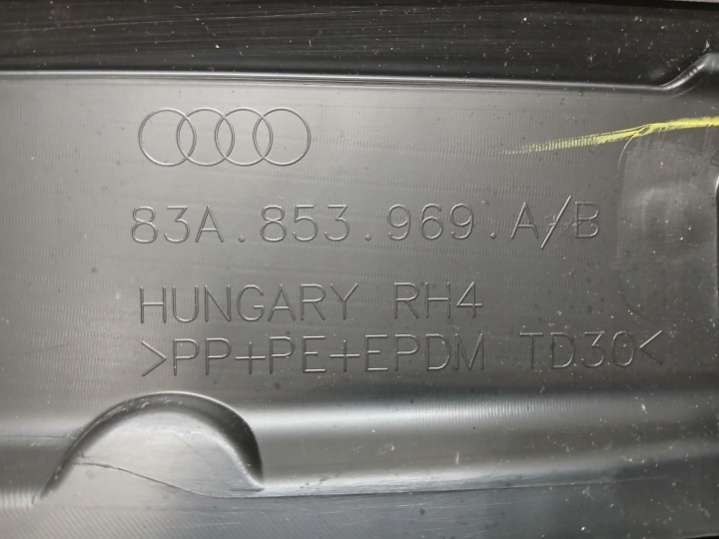 83A.853.969.A/B
HUNGARY RH4
>PP+PE+EPDM TD30<